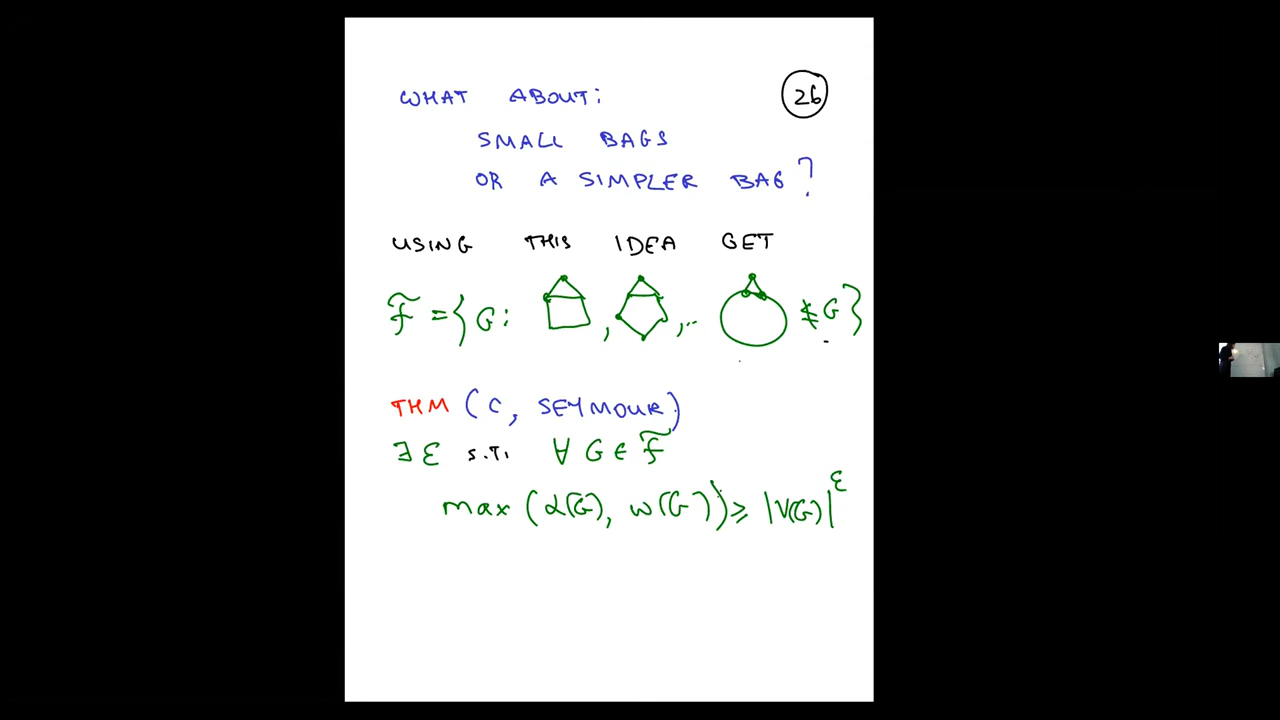 WHAT ABOUT: 26
SMALL BAGS
OR A SIMPLER BAG?
USING THIS IDEA GET
F̃ = { G: , ,.. ≰ G }
THM (C, SEYMOUR)
∃ ε s.t. ∀ G ∈ F̃
max (α(G), ω(G)) ≥ |V(G)|^ε